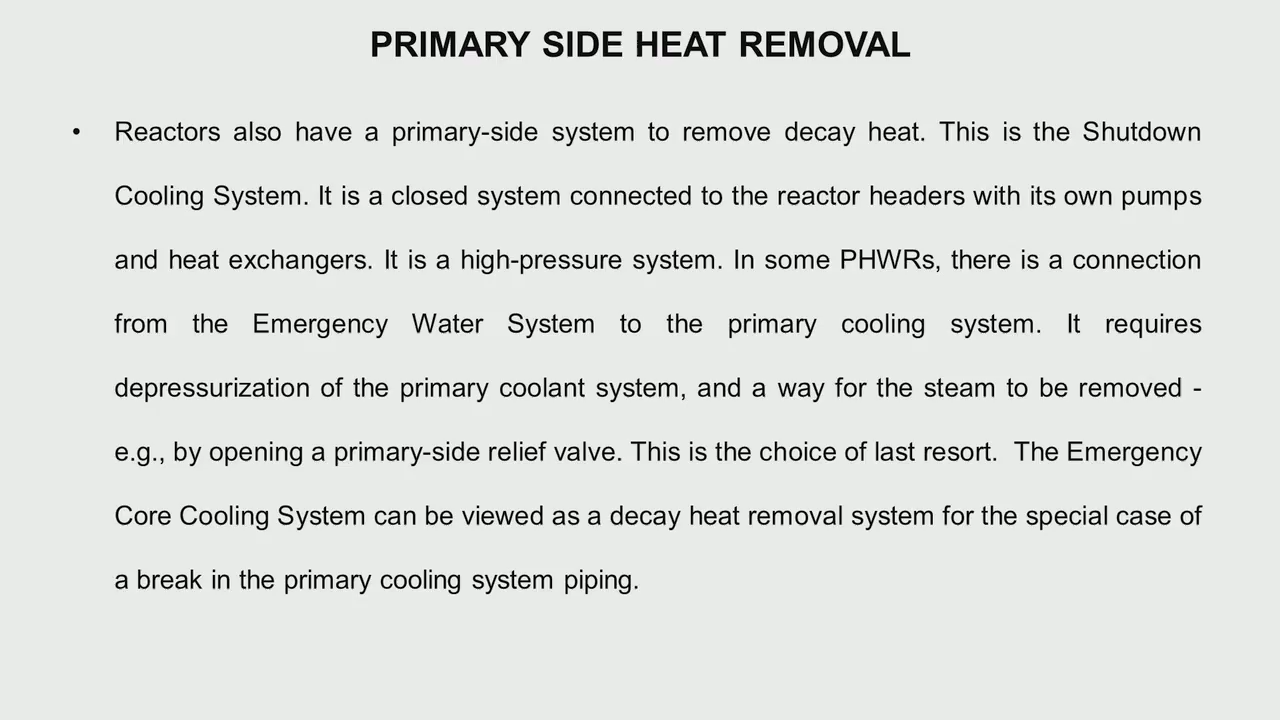 PRIMARY SIDE HEAT REMOVAL
• Reactors also have a primary-side system to remove decay heat. This is the Shutdown
Cooling System. It is a closed system connected to the reactor headers with its own pumps
and heat exchangers. It is a high-pressure system. In some PHWRs, there is a connection
from the Emergency Water System to the primary cooling system. It requires
depressurization of the primary coolant system, and a way for the steam to be removed -
e.g., by opening a primary-side relief valve. This is the choice of last resort.  The Emergency
Core Cooling System can be viewed as a decay heat removal system for the special case of
a break in the primary cooling system piping.